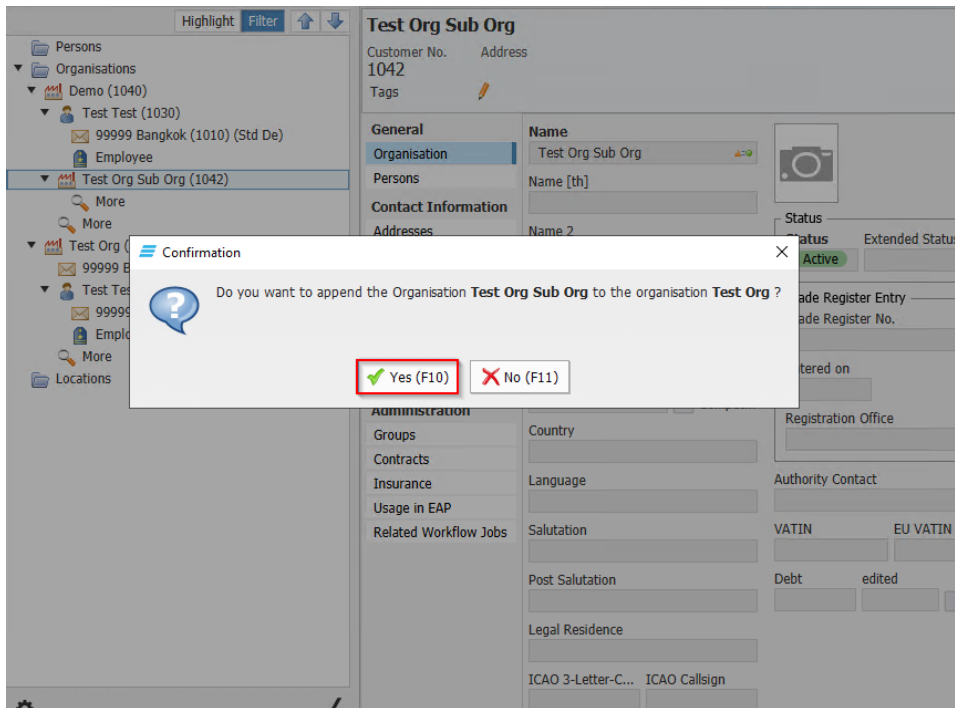 Highlight Filter
Persons
Organisations
Demo (1040)
Test Test (1030)
99999 Bangkok (1010) (Std De)
Employee
Test Org Sub Org (1042)
More
More
Test Org (
99999 B
Test Tes
99999
Emplo
More
Locations
Test Org Sub Org
Customer No. Address
1042
Tags
General
Organisation
Persons
Contact Information
Addresses
Administration
Groups
Contracts
Insurance
Usage in EAP
Related Workflow Jobs
Name
Test Org Sub Org
Name [th]
Name 2
Country
Language
Salutation
Post Salutation
Legal Residence
ICAO 3-Letter-C... ICAO Callsign
Status
Status Extended Status
Active
ade Register Entry
ade Register No.
tered on
Registration Office
Authority Contact
VATIN EU VATIN
Debt edited
Confirmation
Do you want to append the Organisation Test Org Sub Org to the organisation Test Org ?
Yes (F10) No (F11)